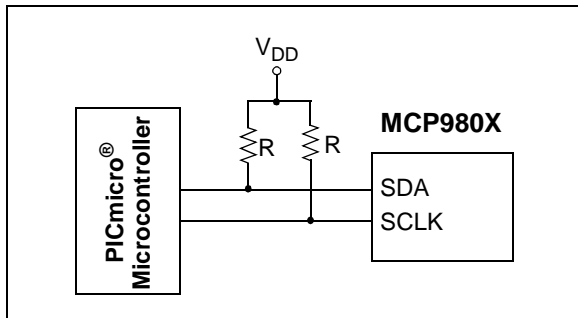 VDD
MCP980X
R R
PICmicro®
Microcontroller
SDA
SCLK